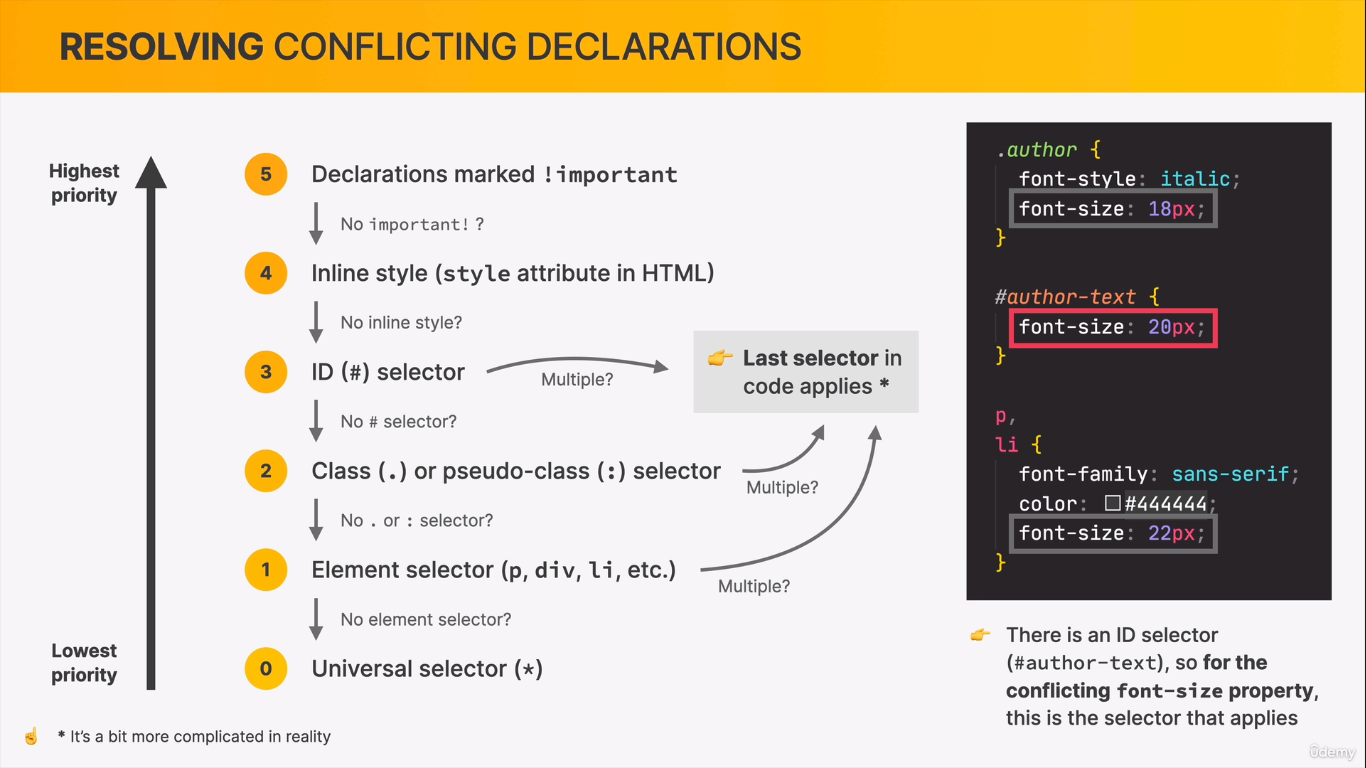 RESOLVING CONFLICTING DECLARATIONS
Highest
priority
5 Declarations marked !important
No important! ?
4 Inline style (style attribute in HTML)
No inline style?
3 ID (#) selector
Multiple?
👉 Last selector in
code applies *
No # selector?
2 Class (.) or pseudo-class (:) selector
Multiple?
No . or : selector?
1 Element selector (p, div, li, etc.)
Multiple?
No element selector?
Lowest
priority
0 Universal selector (*)
☝️ * It's a bit more complicated in reality
.author {
font-style: italic;
font-size: 18px;
}
#author-text {
font-size: 20px;
}
p,
li {
font-family: sans-serif;
color: #444444;
font-size: 22px;
}
👉 There is an ID selector
(#author-text), so for the
conflicting font-size property,
this is the selector that applies
ûdemy